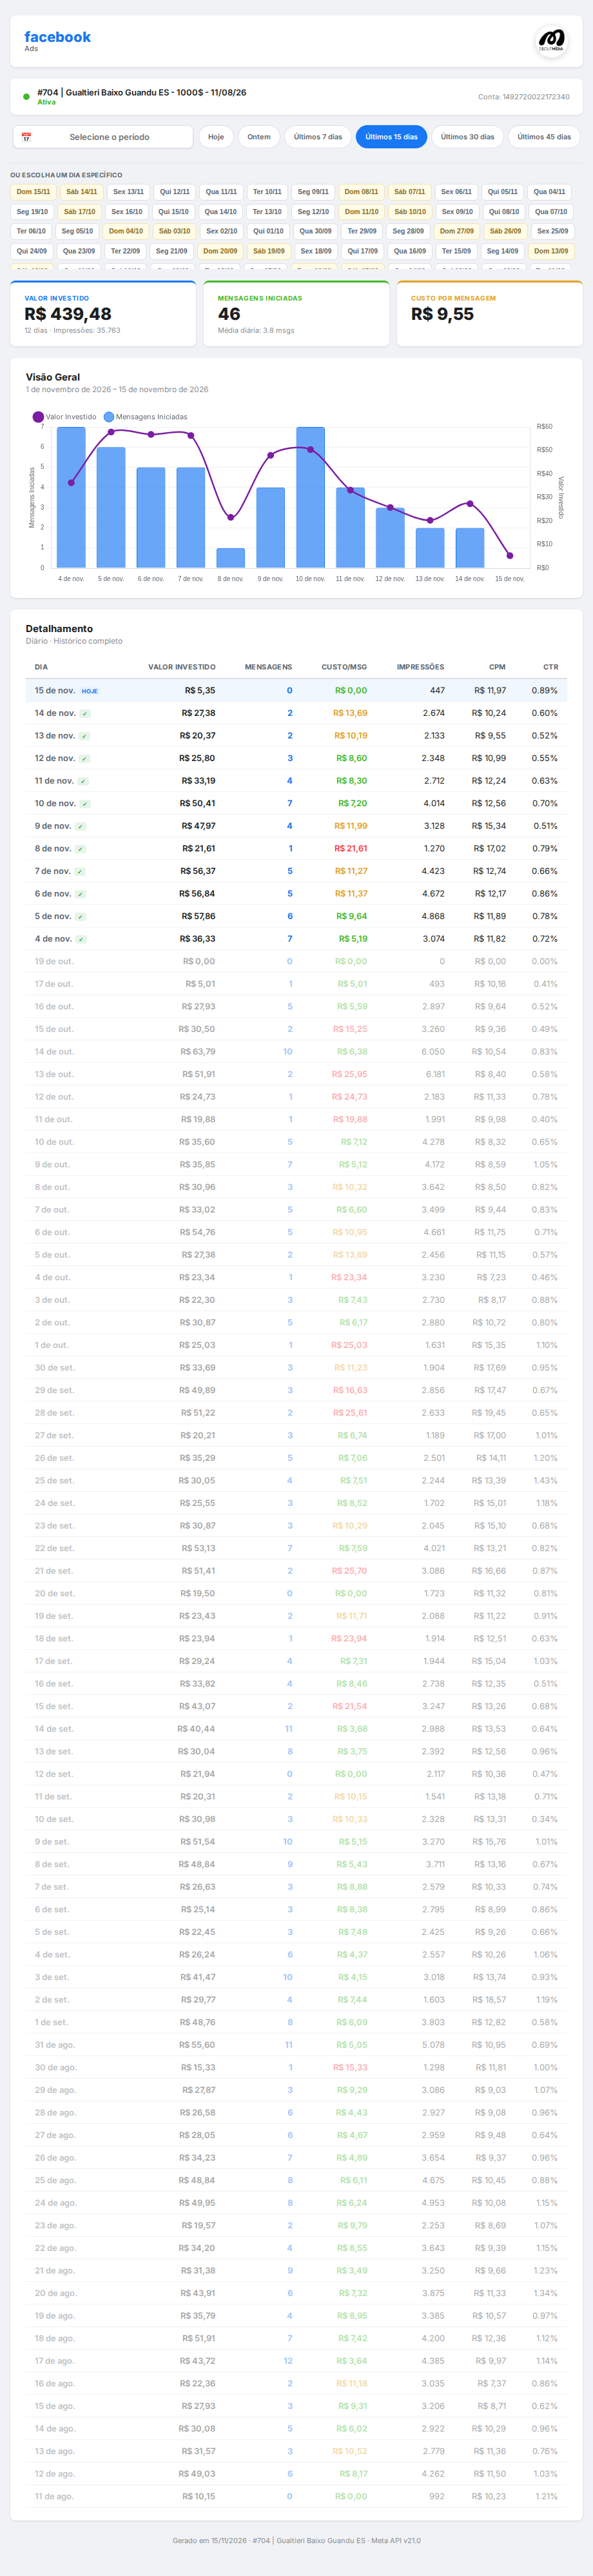 facebook
Ads
ABOUTMÍDIA
#704 | Gualtieri Baixo Guandu ES - 1000$ - 11/08/26
Ativa
Conta: 1492720022172340
Selecione o período
Hoje
Ontem
Últimos 7 dias
Últimos 15 dias
Últimos 30 dias
Últimos 45 dias
OU ESCOLHA UM DIA ESPECÍFICO
Dom 15/11 Sáb 14/11 Sex 13/11 Qui 12/11 Qua 11/11 Ter 10/11 Seg 09/11 Dom 08/11 Sáb 07/11 Sex 06/11 Qui 05/11 Qua 04/11
Seg 19/10 Sáb 17/10 Sex 16/10 Qui 15/10 Qua 14/10 Ter 13/10 Seg 12/10 Dom 11/10 Sáb 10/10 Sex 09/10 Qui 08/10 Qua 07/10
Ter 06/10 Seg 05/10 Dom 04/10 Sáb 03/10 Sex 02/10 Qui 01/10 Qua 30/09 Ter 29/09 Seg 28/09 Dom 27/09 Sáb 26/09 Sex 25/09
Qui 24/09 Qua 23/09 Ter 22/09 Seg 21/09 Dom 20/09 Sáb 19/09 Sex 18/09 Qui 17/09 Qua 16/09 Ter 15/09 Seg 14/09 Dom 13/09
VALOR INVESTIDO
R$ 439,48
12 dias · Impressões: 35.763
MENSAGENS INICIADAS
46
Média diária: 3.8 msgs
CUSTO POR MENSAGEM
R$ 9,55
Visão Geral
1 de novembro de 2026 – 15 de novembro de 2026
Valor Investido Mensagens Iniciadas
Mensagens Iniciadas
7
6
5
4
3
2
1
0
R$60
R$50
R$40
R$30
R$20
R$10
R$0
Valor Investido
4 de nov. 5 de nov. 6 de nov. 7 de nov. 8 de nov. 9 de nov. 10 de nov. 11 de nov. 12 de nov. 13 de nov. 14 de nov. 15 de nov.
Detalhamento
Diário · Histórico completo
DIA VALOR INVESTIDO MENSAGENS CUSTO/MSG IMPRESSÕES CPM CTR
15 de nov. HOJE R$ 5,35 0 R$ 0,00 447 R$ 11,97 0.89%
14 de nov. ✓ R$ 27,38 2 R$ 13,69 2.674 R$ 10,24 0.60%
13 de nov. ✓ R$ 20,37 2 R$ 10,19 2.133 R$ 9,55 0.52%
12 de nov. ✓ R$ 25,80 3 R$ 8,60 2.348 R$ 10,99 0.55%
11 de nov. ✓ R$ 33,19 4 R$ 8,30 2.712 R$ 12,24 0.63%
10 de nov. ✓ R$ 50,41 7 R$ 7,20 4.014 R$ 12,56 0.70%
9 de nov. ✓ R$ 47,97 4 R$ 11,99 3.128 R$ 15,34 0.51%
8 de nov. ✓ R$ 21,61 1 R$ 21,61 1.270 R$ 17,02 0.79%
7 de nov. ✓ R$ 56,37 5 R$ 11,27 4.423 R$ 12,74 0.66%
6 de nov. ✓ R$ 56,84 5 R$ 11,37 4.672 R$ 12,17 0.86%
5 de nov. ✓ R$ 57,86 6 R$ 9,64 4.868 R$ 11,89 0.78%
4 de nov. ✓ R$ 36,33 7 R$ 5,19 3.074 R$ 11,82 0.72%
19 de out. R$ 0,00 0 R$ 0,00 0 R$ 0,00 0.00%
17 de out. R$ 5,01 1 R$ 5,01 493 R$ 10,16 0.41%
16 de out. R$ 27,93 5 R$ 5,59 2.897 R$ 9,64 0.52%
15 de out. R$ 30,50 2 R$ 15,25 3.260 R$ 9,36 0.49%
14 de out. R$ 63,79 10 R$ 6,38 6.050 R$ 10,54 0.83%
13 de out. R$ 51,91 2 R$ 25,95 6.181 R$ 8,40 0.58%
12 de out. R$ 24,73 1 R$ 24,73 2.183 R$ 11,33 0.78%
11 de out. R$ 19,88 1 R$ 19,88 1.991 R$ 9,98 0.40%
10 de out. R$ 35,60 5 R$ 7,12 4.278 R$ 8,32 0.65%
9 de out. R$ 35,85 7 R$ 5,12 4.172 R$ 8,59 1.05%
8 de out. R$ 30,96 3 R$ 10,32 3.642 R$ 8,50 0.82%
7 de out. R$ 33,02 5 R$ 6,60 3.499 R$ 9,44 0.83%
6 de out. R$ 54,76 5 R$ 10,95 4.661 R$ 11,75 0.71%
5 de out. R$ 27,38 2 R$ 13,69 2.456 R$ 11,15 0.57%
4 de out. R$ 23,34 1 R$ 23,34 3.230 R$ 7,23 0.46%
3 de out. R$ 22,30 3 R$ 7,43 2.730 R$ 8,17 0.88%
2 de out. R$ 30,87 5 R$ 6,17 2.880 R$ 10,72 0.80%
1 de out. R$ 25,03 1 R$ 25,03 1.631 R$ 15,35 1.10%
30 de set. R$ 33,69 3 R$ 11,23 1.904 R$ 17,69 0.95%
29 de set. R$ 49,89 3 R$ 16,63 2.856 R$ 17,47 0.67%
28 de set. R$ 51,22 2 R$ 25,61 2.633 R$ 19,45 0.65%
27 de set. R$ 20,21 3 R$ 6,74 1.189 R$ 17,00 1.01%
26 de set. R$ 35,29 5 R$ 7,06 2.501 R$ 14,11 1.20%
25 de set. R$ 30,05 4 R$ 7,51 2.244 R$ 13,39 1.43%
24 de set. R$ 25,55 3 R$ 8,52 1.702 R$ 15,01 1.18%
23 de set. R$ 30,87 3 R$ 10,29 2.045 R$ 15,10 0.68%
22 de set. R$ 53,13 7 R$ 7,59 4.021 R$ 13,21 0.82%
21 de set. R$ 51,41 2 R$ 25,70 3.086 R$ 16,66 0.87%
20 de set. R$ 19,50 0 R$ 0,00 1.723 R$ 11,32 0.81%
19 de set. R$ 23,43 2 R$ 11,71 2.088 R$ 11,22 0.91%
18 de set. R$ 23,94 1 R$ 23,94 1.914 R$ 12,51 0.63%
17 de set. R$ 29,24 4 R$ 7,31 1.944 R$ 15,04 1.03%
16 de set. R$ 33,82 4 R$ 8,46 2.738 R$ 12,35 0.51%
15 de set. R$ 43,07 2 R$ 21,54 3.247 R$ 13,26 0.68%
14 de set. R$ 40,44 11 R$ 3,68 2.988 R$ 13,53 0.64%
13 de set. R$ 30,04 8 R$ 3,75 2.392 R$ 12,56 0.96%
12 de set. R$ 21,94 0 R$ 0,00 2.117 R$ 10,36 0.47%
11 de set. R$ 20,31 2 R$ 10,15 1.541 R$ 13,18 0.71%
10 de set. R$ 30,98 3 R$ 10,33 2.328 R$ 13,31 0.34%
9 de set. R$ 51,54 10 R$ 5,15 3.270 R$ 15,76 1.01%
8 de set. R$ 48,84 9 R$ 5,43 3.711 R$ 13,16 0.67%
7 de set. R$ 26,63 3 R$ 8,88 2.579 R$ 10,33 0.74%
6 de set. R$ 25,14 3 R$ 8,38 2.795 R$ 8,99 0.86%
5 de set. R$ 22,45 3 R$ 7,48 2.425 R$ 9,26 0.66%
4 de set. R$ 26,24 6 R$ 4,37 2.557 R$ 10,26 1.06%
3 de set. R$ 41,47 10 R$ 4,15 3.018 R$ 13,74 0.93%
2 de set. R$ 29,77 4 R$ 7,44 1.603 R$ 18,57 1.19%
1 de set. R$ 48,76 8 R$ 6,09 3.803 R$ 12,82 0.58%
31 de ago. R$ 55,60 11 R$ 5,05 5.078 R$ 10,95 0.69%
30 de ago. R$ 15,33 1 R$ 15,33 1.298 R$ 11,81 1.00%
29 de ago. R$ 27,87 3 R$ 9,29 3.086 R$ 9,03 1.07%
28 de ago. R$ 26,58 6 R$ 4,43 2.927 R$ 9,08 0.96%
27 de ago. R$ 28,05 6 R$ 4,67 2.959 R$ 9,48 0.64%
26 de ago. R$ 34,23 7 R$ 4,89 3.654 R$ 9,37 0.96%
25 de ago. R$ 48,84 8 R$ 6,11 4.675 R$ 10,45 0.88%
24 de ago. R$ 49,95 8 R$ 6,24 4.953 R$ 10,08 1.15%
23 de ago. R$ 19,57 2 R$ 9,79 2.253 R$ 8,69 1.07%
22 de ago. R$ 34,20 4 R$ 8,55 3.643 R$ 9,39 1.15%
21 de ago. R$ 31,38 9 R$ 3,49 3.250 R$ 9,66 1.23%
20 de ago. R$ 43,91 6 R$ 7,32 3.875 R$ 11,33 1.34%
19 de ago. R$ 35,79 4 R$ 8,95 3.385 R$ 10,57 0.97%
18 de ago. R$ 51,91 7 R$ 7,42 4.200 R$ 12,36 1.12%
17 de ago. R$ 43,72 12 R$ 3,64 4.385 R$ 9,97 1.14%
16 de ago. R$ 22,36 2 R$ 11,18 3.035 R$ 7,37 0.86%
15 de ago. R$ 27,93 3 R$ 9,31 3.206 R$ 8,71 0.62%
14 de ago. R$ 30,08 5 R$ 6,02 2.922 R$ 10,29 0.96%
13 de ago. R$ 31,57 3 R$ 10,52 2.779 R$ 11,36 0.76%
12 de ago. R$ 49,03 6 R$ 8,17 4.262 R$ 11,50 1.03%
11 de ago. R$ 10,15 0 R$ 0,00 992 R$ 10,23 1.21%
Gerado em 15/11/2026 · #704 | Gualtieri Baixo Guandu ES · Meta API v21.0